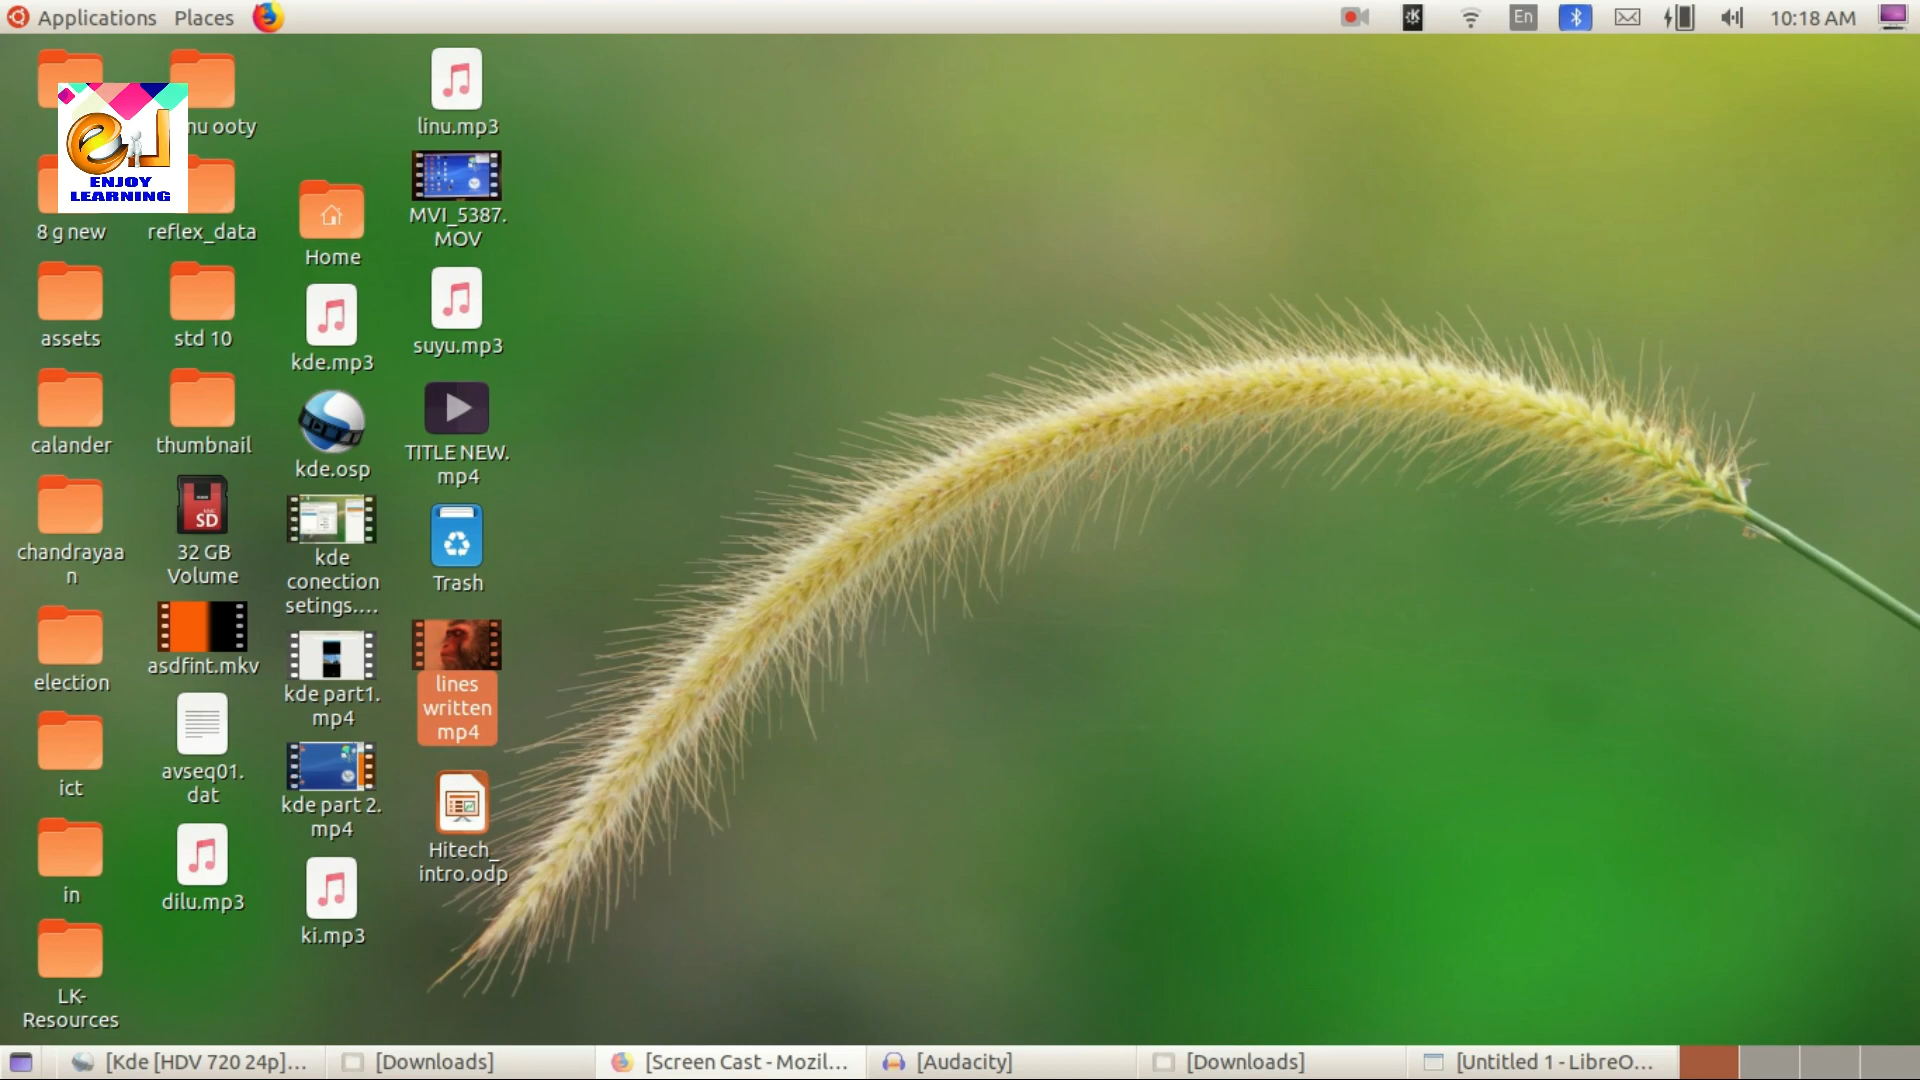 Applications Places En 10:18 AM
nu ooty
linu.mp3
ENJOY
LEARNING
8 g new
reflex_data
Home
MVI_5387.
MOV
assets
std 10
kde.mp3
suyu.mp3
calander
thumbnail
kde.osp
TITLE NEW.
mp4
chandrayaa
n
SD
32 GB
Volume
kde
conection
setings....
Trash
election
asdfint.mkv
kde part1.
mp4
lines
written
mp4
ict
avseq01.
dat
kde part 2.
mp4
Hitech_
intro.odp
in
dilu.mp3
ki.mp3
LK-
Resources
[Kde [HDV 720 24p]... [Downloads] [Screen Cast - Mozil... [Audacity] [Downloads] [Untitled 1 - LibreO...